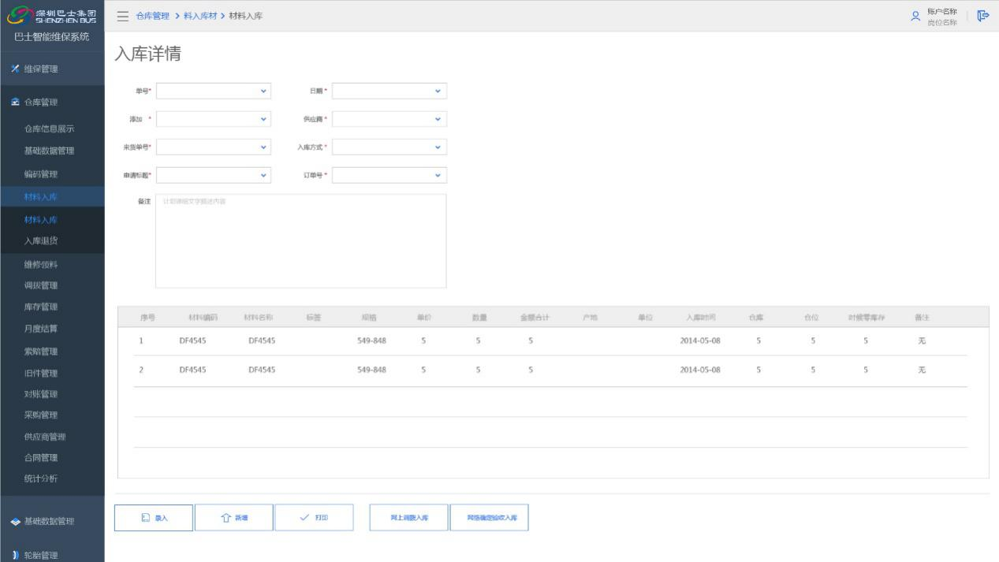 深圳巴士集团
SHENZHEN BUS
巴士智能维保系统
维保管理
仓库管理
仓库信息展示
基础数据管理
编码管理
材料入库
材料入库
入库退货
维修领料
调拨管理
库存管理
月度结算
索赔管理
旧件管理
对账管理
采购管理
供应商管理
合同管理
统计分析
基础数据管理
轮胎管理
仓库管理 > 料入库材 > 材料入库
账户名称
岗位名称
入库详情
单号* 日期*
添加 * 供应商*
来货单号* 入库方式*
申请标题* 订单号*
备注 计划详细文字描述内容
序号 材料编码 材料名称 标签 规格 单价 数量 金额合计 产地 单位 入库时间 仓库 仓位 时候零库存 备注
1 DF4545 DF4545 549-848 5 5 5 2014-05-08 5 5 5 无
2 DF4545 DF4545 549-848 5 5 5 2014-05-08 5 5 5 无
录入 新增 打印 网上调拨入库 网络确定验收入库